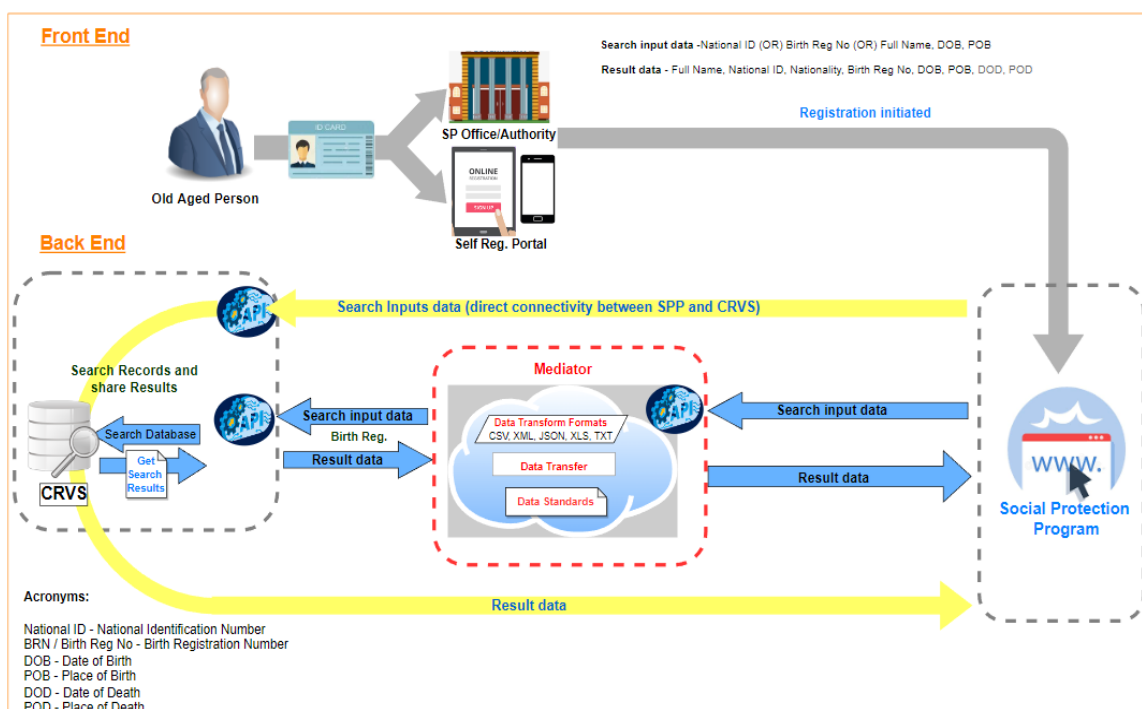 Front End
Search input data -National ID (OR) Birth Reg No (OR) Full Name, DOB, POB
Result data - Full Name, National ID, Nationality, Birth Reg No, DOB, POB, DOD, POD
Registration initiated
ID CARD
SP Office/Authority
Old Aged Person
ONLINE
REGISTRATION
SIGN UP
Self Reg. Portal
Back End
API
Search Inputs data (direct connectivity between SPP and CRVS)
Search Records and
share Results
Mediator
API
API
Search input data
Search input data
Data Transform Formats
CSV, XML, JSON, XLS, TXT
Search Database
Birth Reg.
Get
Search
Results
Result data
Data Transfer
Result data
Data Standards
WWW.
CRVS
Social Protection
Program
Result data
Acronyms:
National ID - National Identification Number
BRN / Birth Reg No - Birth Registration Number
DOB - Date of Birth
POB - Place of Birth
DOD - Date of Death
POD - Place of Death